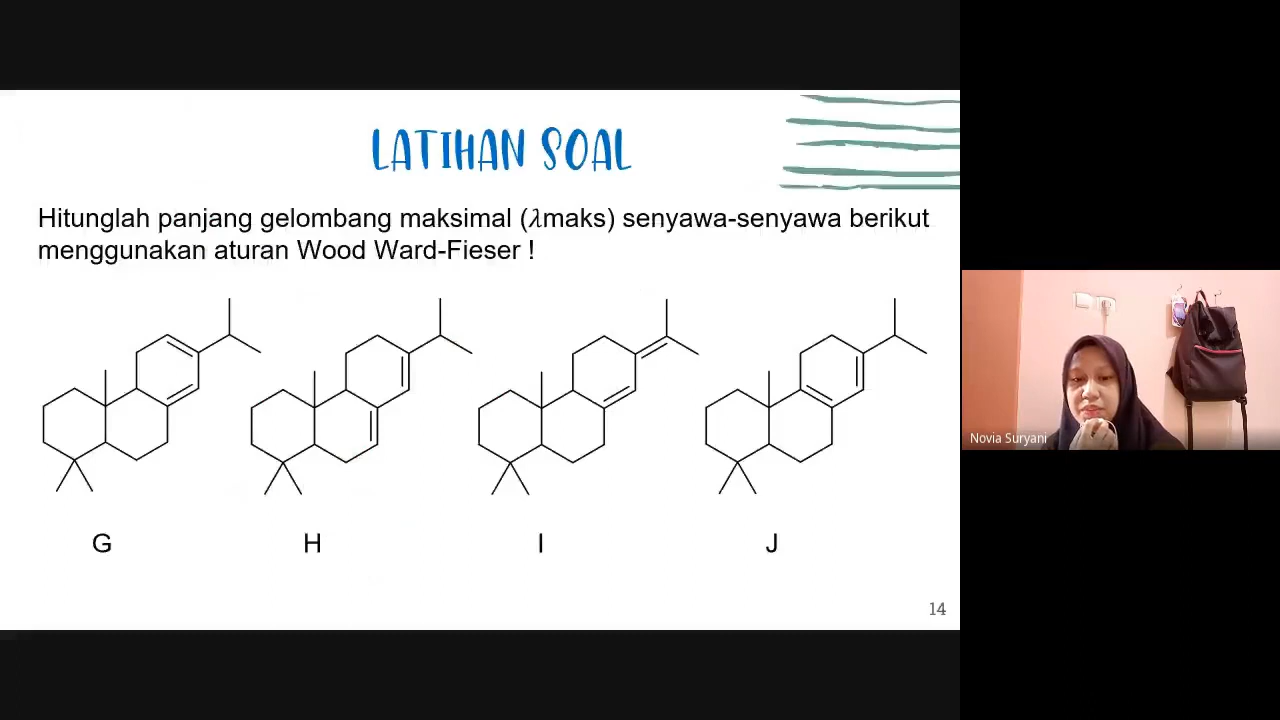 LATIHAN SOAL
Hitunglah panjang gelombang maksimal (λmaks) senyawa-senyawa berikut
menggunakan aturan Wood Ward-Fieser !
G H I J
14
Novia Suryani